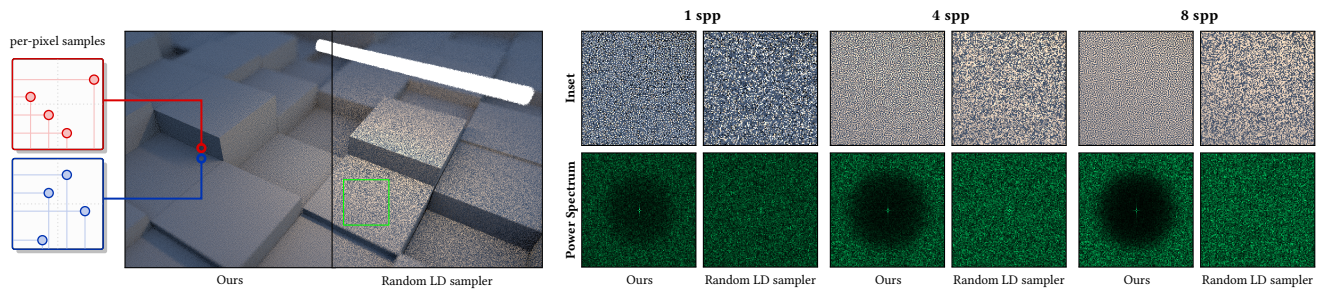 per-pixel samples
Ours
Random LD sampler
1 spp
4 spp
8 spp
Inset
Power Spectrum
Ours
Random LD sampler
Ours
Random LD sampler
Ours
Random LD sampler